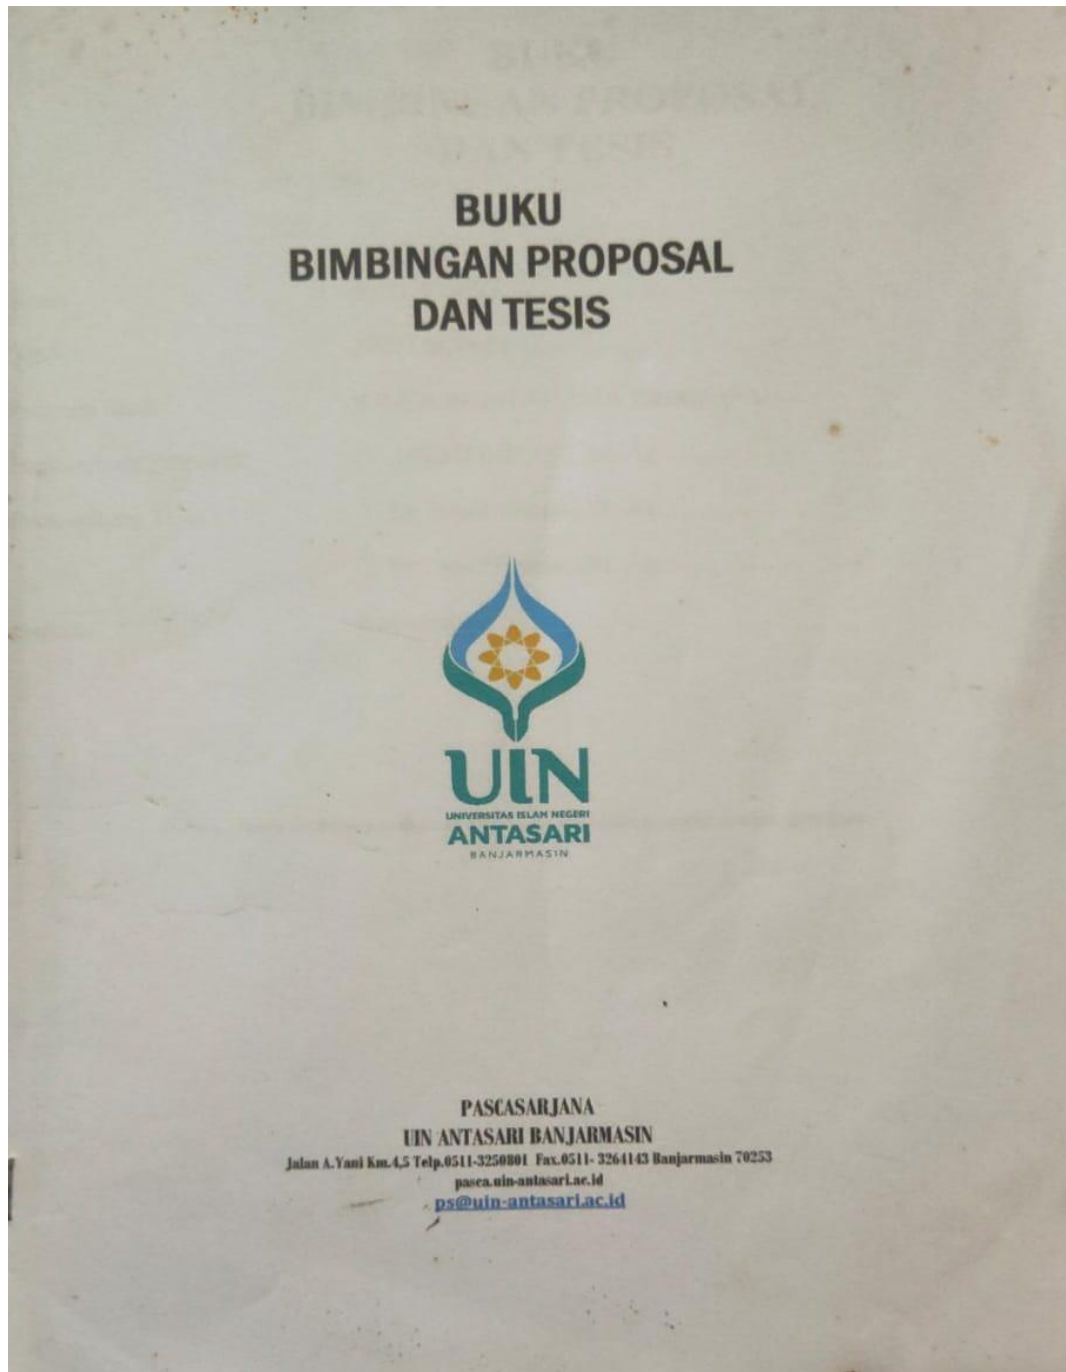 BUKU
BIMBINGAN PROPOSAL
DAN TESIS
UIN
UNIVERSITAS ISLAM NEGERI
ANTASARI
BANJARMASIN
PASCASARJANA
UIN ANTASARI BANJARMASIN
Jalan A.Yani Km.4,5 Telp.0511-3250801 Fax.0511- 3264143 Banjarmasin 70253
pasca.uin-antasari.ac.id
ps@uin-antasari.ac.id